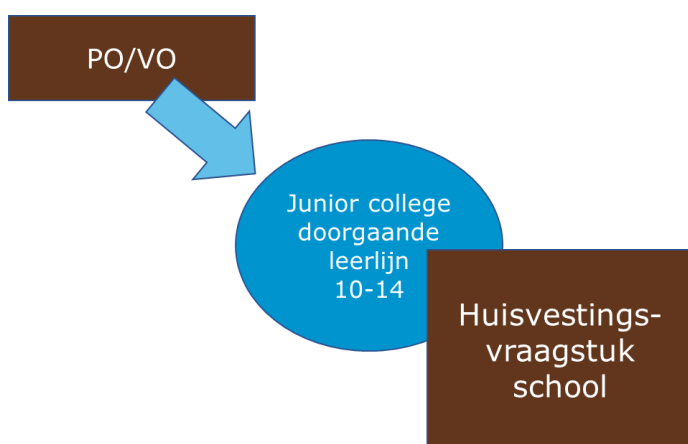 PO/VO
Junior college
doorgaande
leerlijn
10-14
Huisvestings-
vraagstuk
school